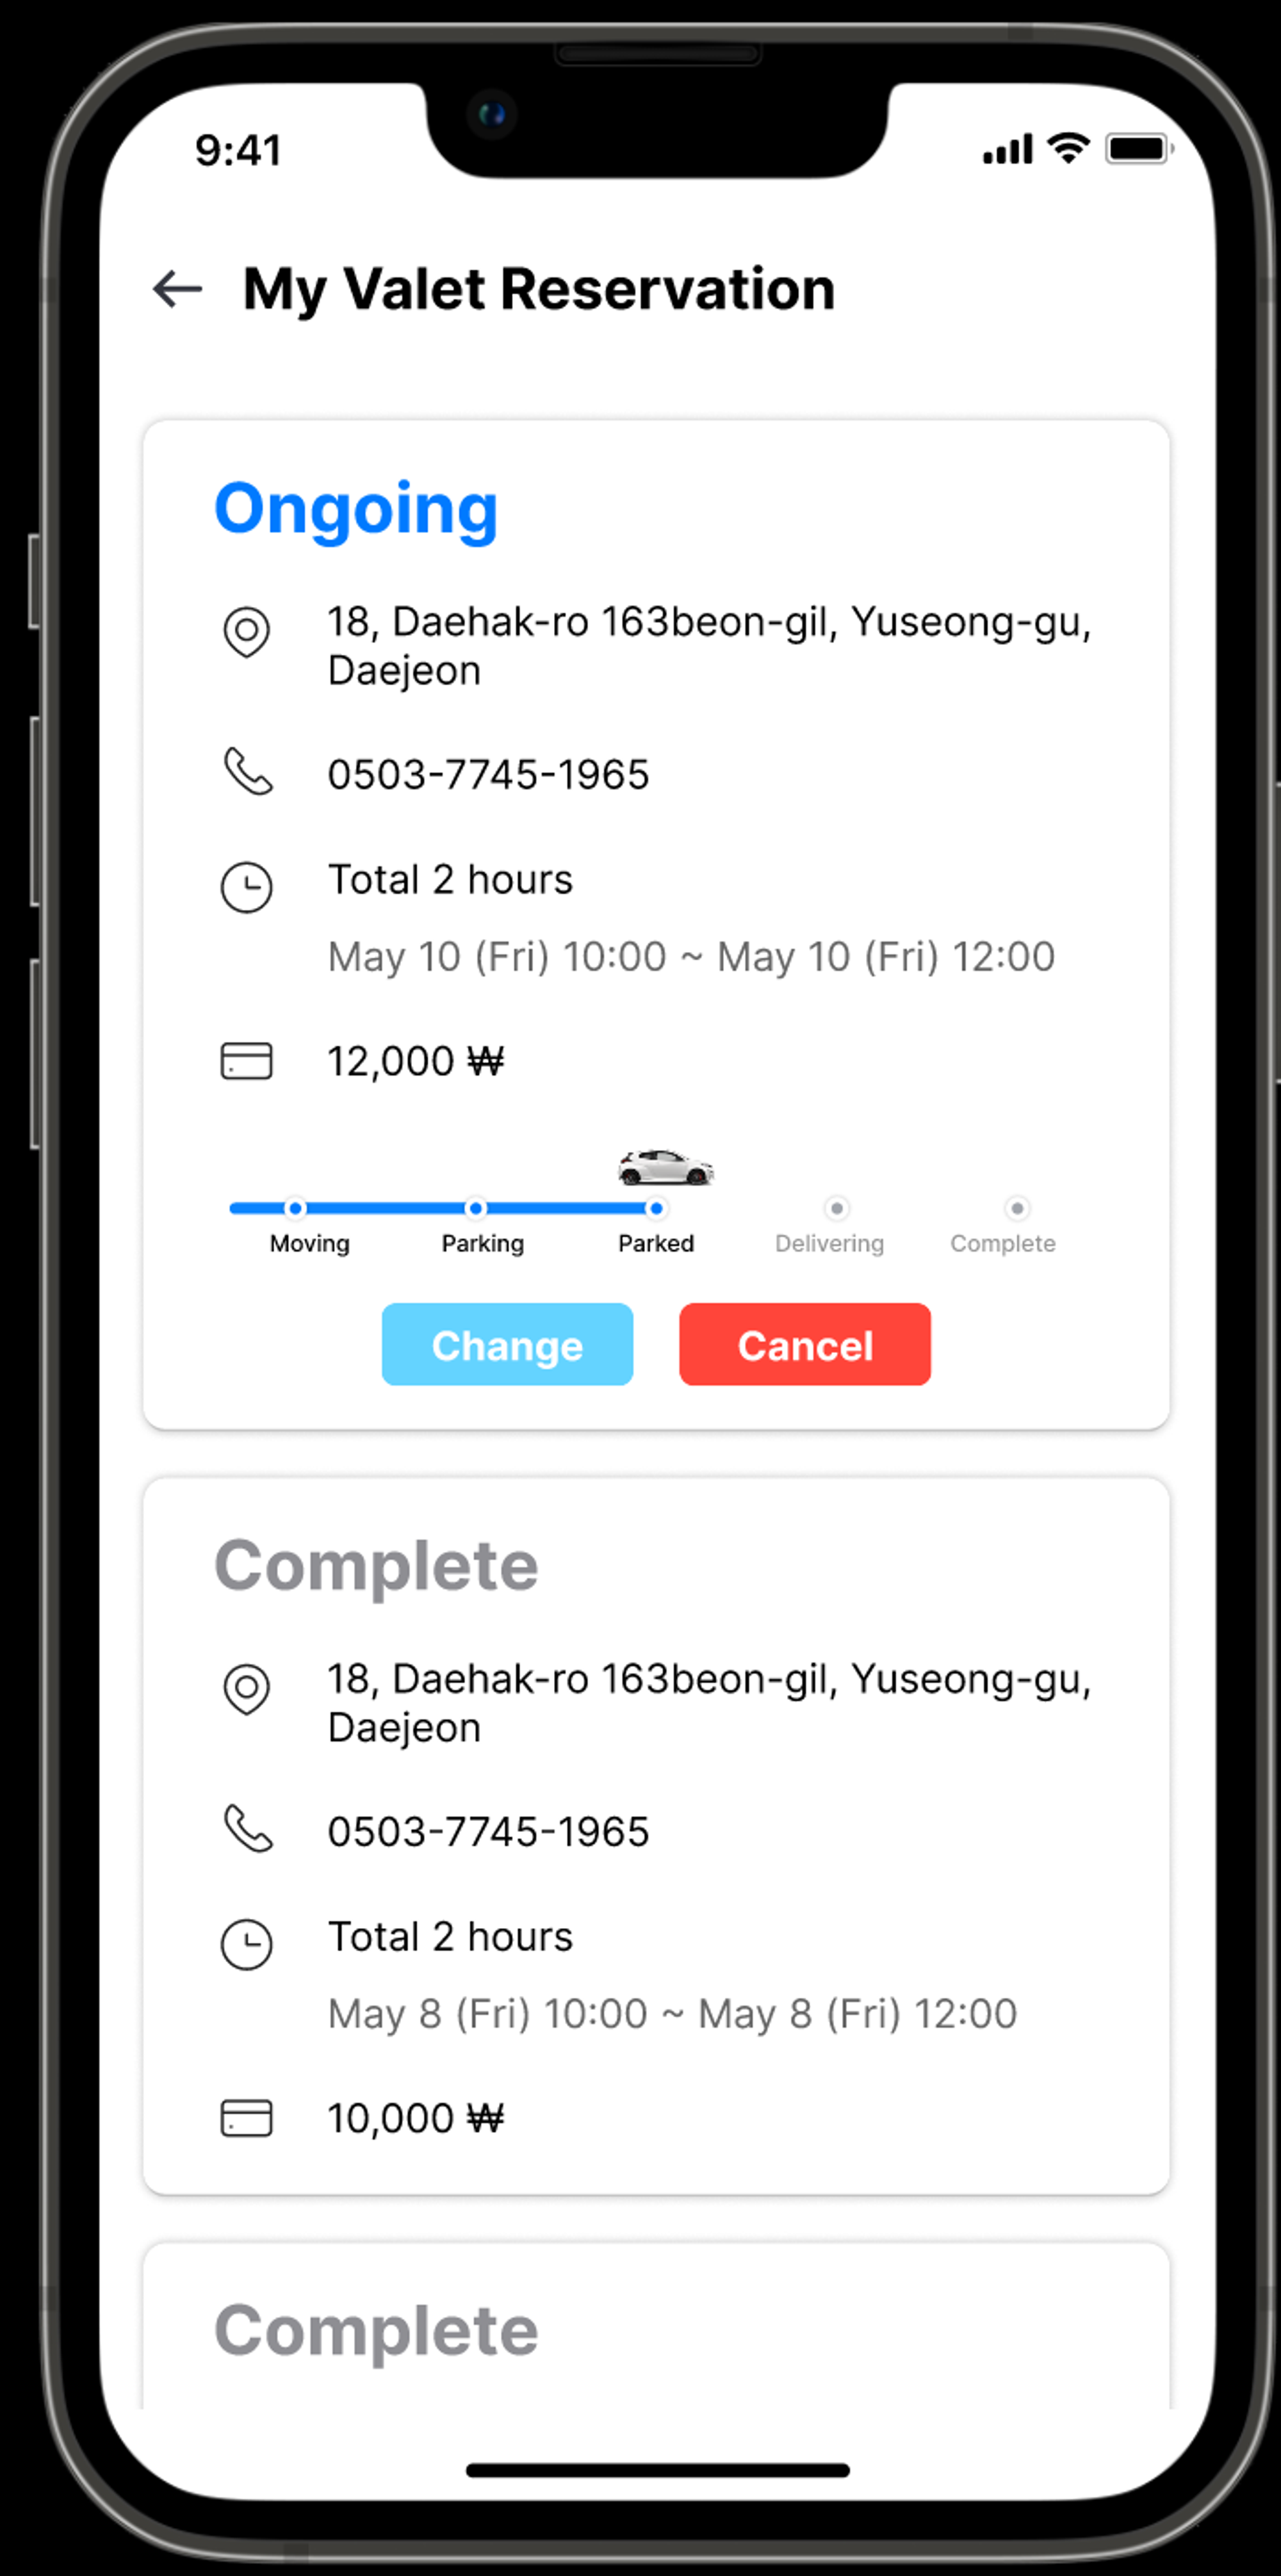 9:41
My Valet Reservation
Ongoing
18, Daehak-ro 163beon-gil, Yuseong-gu,
Daejeon
0503-7745-1965
Total 2 hours
May 10 (Fri) 10:00 ~ May 10 (Fri) 12:00
12,000 ₩
Moving Parking Parked Delivering Complete
Change Cancel
Complete
18, Daehak-ro 163beon-gil, Yuseong-gu,
Daejeon
0503-7745-1965
Total 2 hours
May 8 (Fri) 10:00 ~ May 8 (Fri) 12:00
10,000 ₩
Complete